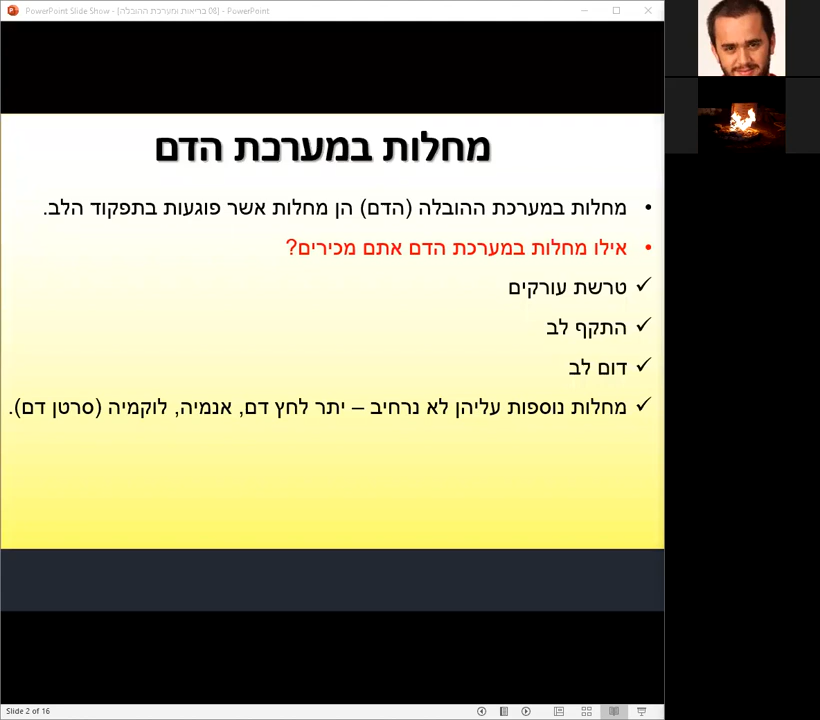 PowerPoint Slide Show - [08 בריאות ומערכת ההובלה] - PowerPoint
מחלות במערכת הדם
• מחלות במערכת ההובלה (הדם) הן מחלות אשר פוגעות בתפקוד הלב.
• אילו מחלות במערכת הדם אתם מכירים?
✓ טרשת עורקים
✓ התקף לב
✓ דום לב
✓ מחלות נוספות עליהן לא נרחיב – יתר לחץ דם, אנמיה, לוקמיה (סרטן דם).
Slide 2 of 16